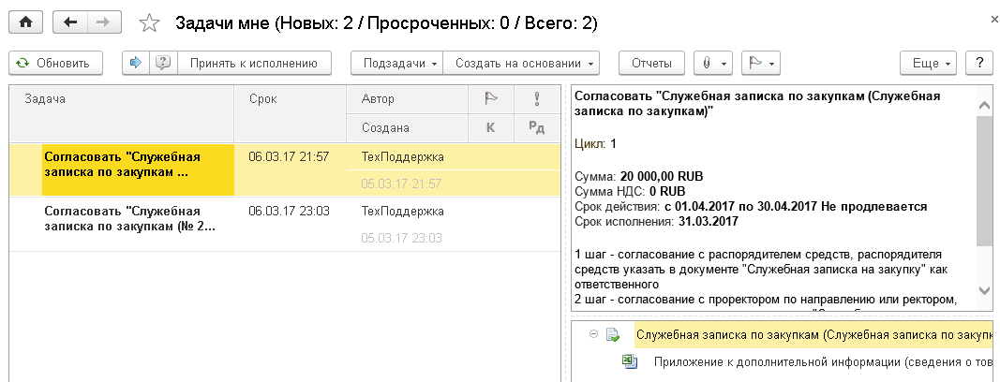 Задачи мне (Новых: 2 / Просроченных: 0 / Всего: 2)
Обновить
Принять к исполнению
Подзадачи
Создать на основании
Отчеты
Еще
?
Задача
Срок
Автор
Создана
К
Рд
Согласовать "Служебная
записка по закупкам ...
06.03.17 21:57
ТехПоддержка
05.03.17 21:57
Согласовать "Служебная
записка по закупкам (№ 2...
06.03.17 23:03
ТехПоддержка
05.03.17 23:03
Согласовать "Служебная записка по закупкам (Служебная
записка по закупкам)"
Цикл: 1
Сумма: 20 000,00 RUB
Сумма НДС: 0 RUB
Срок действия: с 01.04.2017 по 30.04.2017 Не продлевается
Срок исполнения: 31.03.2017
1 шаг - согласование с распорядителем средств, распорядителя
средств указать в документе "Служебная записка на закупку" как
ответственного
2 шаг - согласование с проректором по направлению или ректором,
Служебная записка по закупкам (Служебная записка по закуп
Приложение к дополнительной информации (сведения о тов